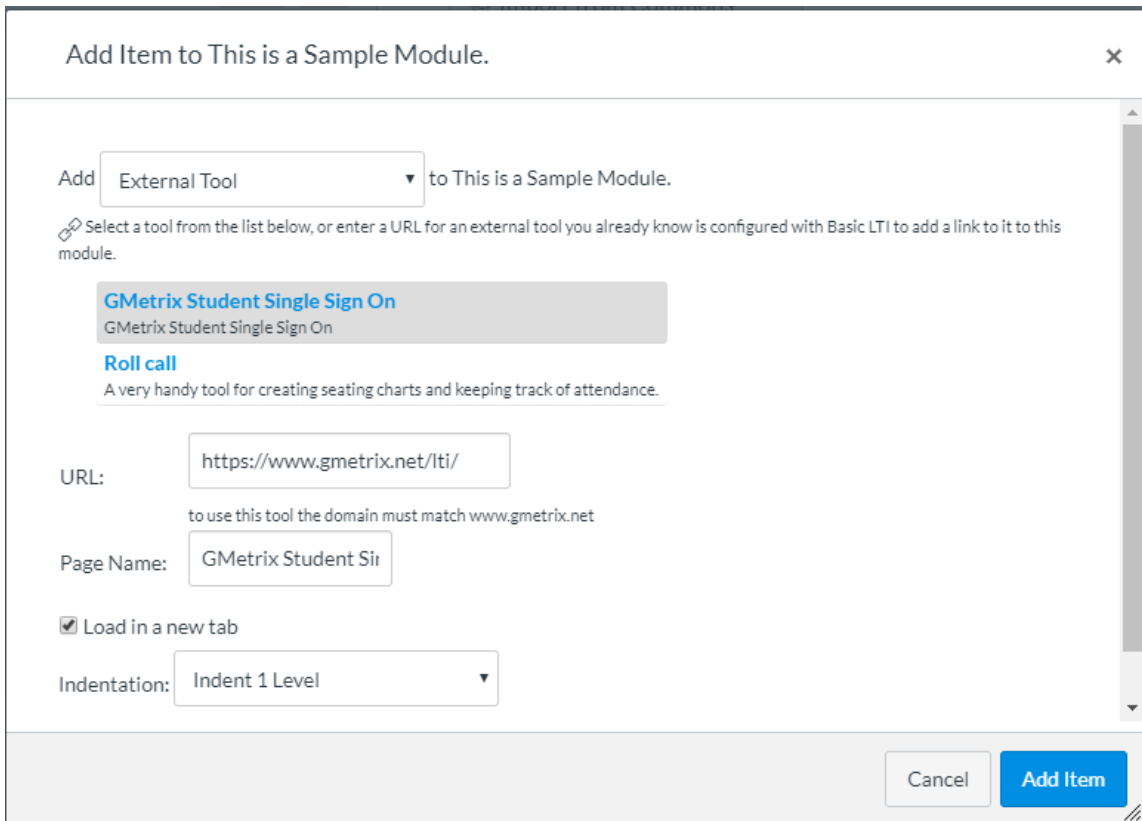 Add Item to This is a Sample Module.
×
Add External Tool to This is a Sample Module.
Select a tool from the list below, or enter a URL for an external tool you already know is configured with Basic LTI to add a link to it to this
module.
GMetrix Student Single Sign On
GMetrix Student Single Sign On
Roll call
A very handy tool for creating seating charts and keeping track of attendance.
URL: https://www.gmetrix.net/lti/
to use this tool the domain must match www.gmetrix.net
Page Name: GMetrix Student Sin
Load in a new tab
Indentation: Indent 1 Level
Cancel Add Item